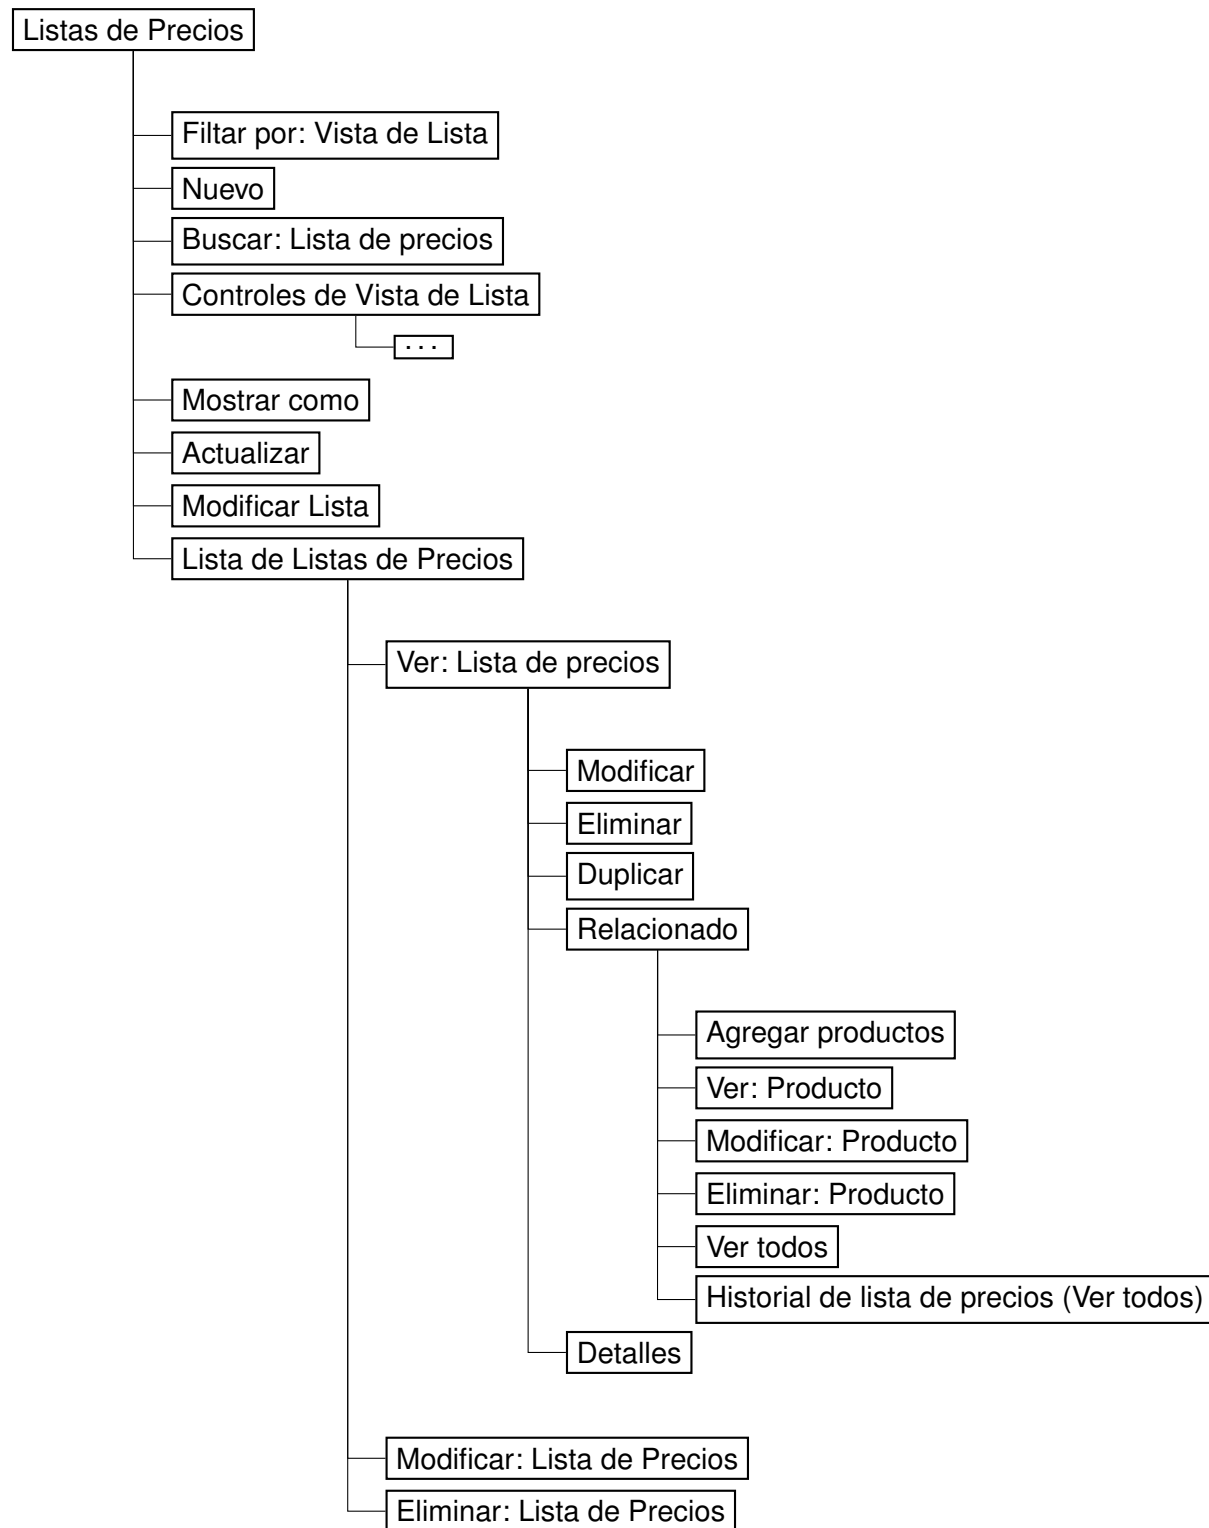 Listas de Precios
Filtar por: Vista de Lista
Nuevo
Buscar: Lista de precios
Controles de Vista de Lista
...
Mostrar como
Actualizar
Modificar Lista
Lista de Listas de Precios
Ver: Lista de precios
Modificar
Eliminar
Duplicar
Relacionado
Agregar productos
Ver: Producto
Modificar: Producto
Eliminar: Producto
Ver todos
Historial de lista de precios (Ver todos)
Detalles
Modificar: Lista de Precios
Eliminar: Lista de Precios